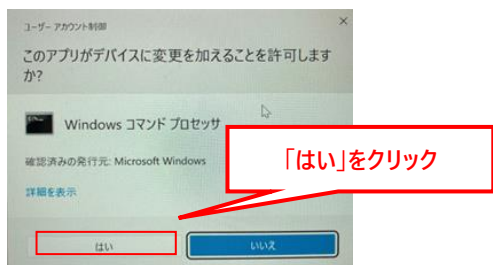 ユーザー アカウント制御
このアプリがデバイスに変更を加えることを許可します
か?
Windows コマンド プロセッサ
確認済みの発行元: Microsoft Windows
「はい」をクリック
詳細を表示
はい
いいえ